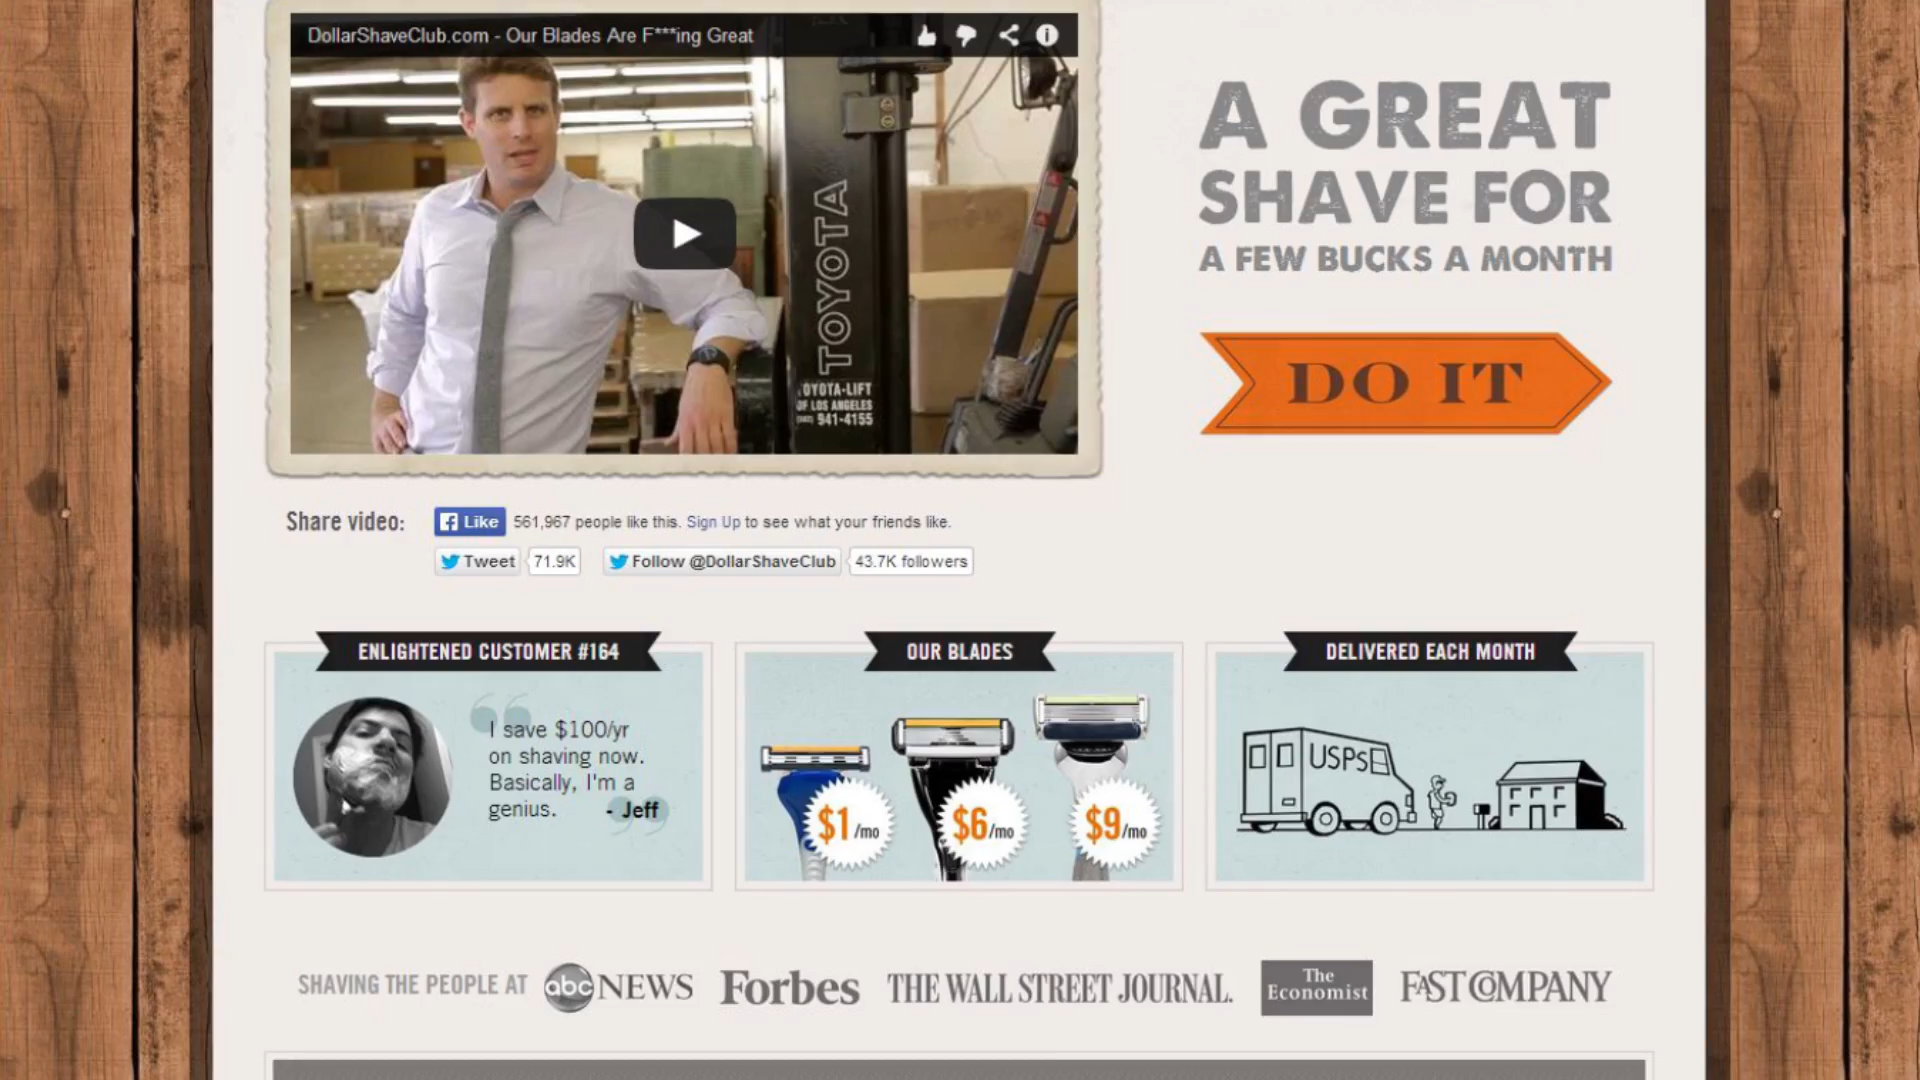 DollarShaveClub.com - Our Blades Are F***ing Great
TOYOTA
TOYOTA-LIFT
OF LOS ANGELES
941-4155
A GREAT
SHAVE FOR
A FEW BUCKS A MONTH
DO IT
Share video:
Like
561,967 people like this. Sign Up to see what your friends like.
Tweet
71.9K
Follow @DollarShaveClub
43.7K followers
ENLIGHTENED CUSTOMER #164
I save $100/yr
on shaving now.
Basically, I'm a
genius. - Jeff
OUR BLADES
$1/mo
$6/mo
$9/mo
DELIVERED EACH MONTH
USPS
SHAVING THE PEOPLE AT
abc NEWS
Forbes
THE WALL STREET JOURNAL.
The
Economist
FAST COMPANY